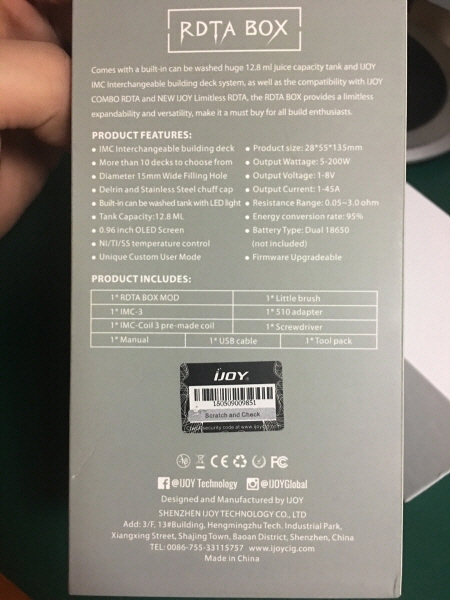 RDTA BOX
Comes with a built-in can be washed huge 12.8 ml juice capacity tank and IJOY
IMC Interchangeable building deck system, as well as the compatibility with IJOY
COMBO RDTA and NEW IJOY Limitless RDTA, the RDTA BOX provides a limitless
expandability and versatility, make it a must buy for all build enthusiasts.
PRODUCT FEATURES:
• IMC Interchangeable building deck
• More than 10 decks to choose from
• Diameter 15mm Wide Filling Hole
• Delrin and Stainless Steel chuff cap
• Built-in can be washed tank with LED light
• Tank Capacity:12.8 ML
• 0.96 inch OLED Screen
• NI/TI/SS temperature control
• Unique Custom User Mode
• Product size: 28*55*135mm
• Output Wattage: 5-200W
• Output Voltage: 1-8V
• Output Current: 1-45A
• Resistance Range: 0.05~3.0 ohm
• Energy conversion rate: 95%
• Battery Type: Dual 18650
(not included)
• Firmware Upgradeable
PRODUCT INCLUDES:
1* RDTA BOX MOD 1* Little brush
1* IMC-3 1* 510 adapter
1* IMC-Coil 3 pre-made coil 1* Screwdriver
1* Manual 1* USB cable 1* Tool pack
IJOY
180509009851
Scratch and Check
security code at www.ijoycig.com
CE FC
@IJOY Technology @IJOYGlobal
Designed and Manufactured by IJOY
SHENZHEN IJOY TECHNOLOGY CO., LTD
Add: 3/F, 13#Building, Hengmingzhu Tech. Industrial Park,
Xiangxing Street, Shajing Town, Baoan District, Shenzhen, China
TEL: 0086-755-33115757 www.ijoycig.com
Made in China